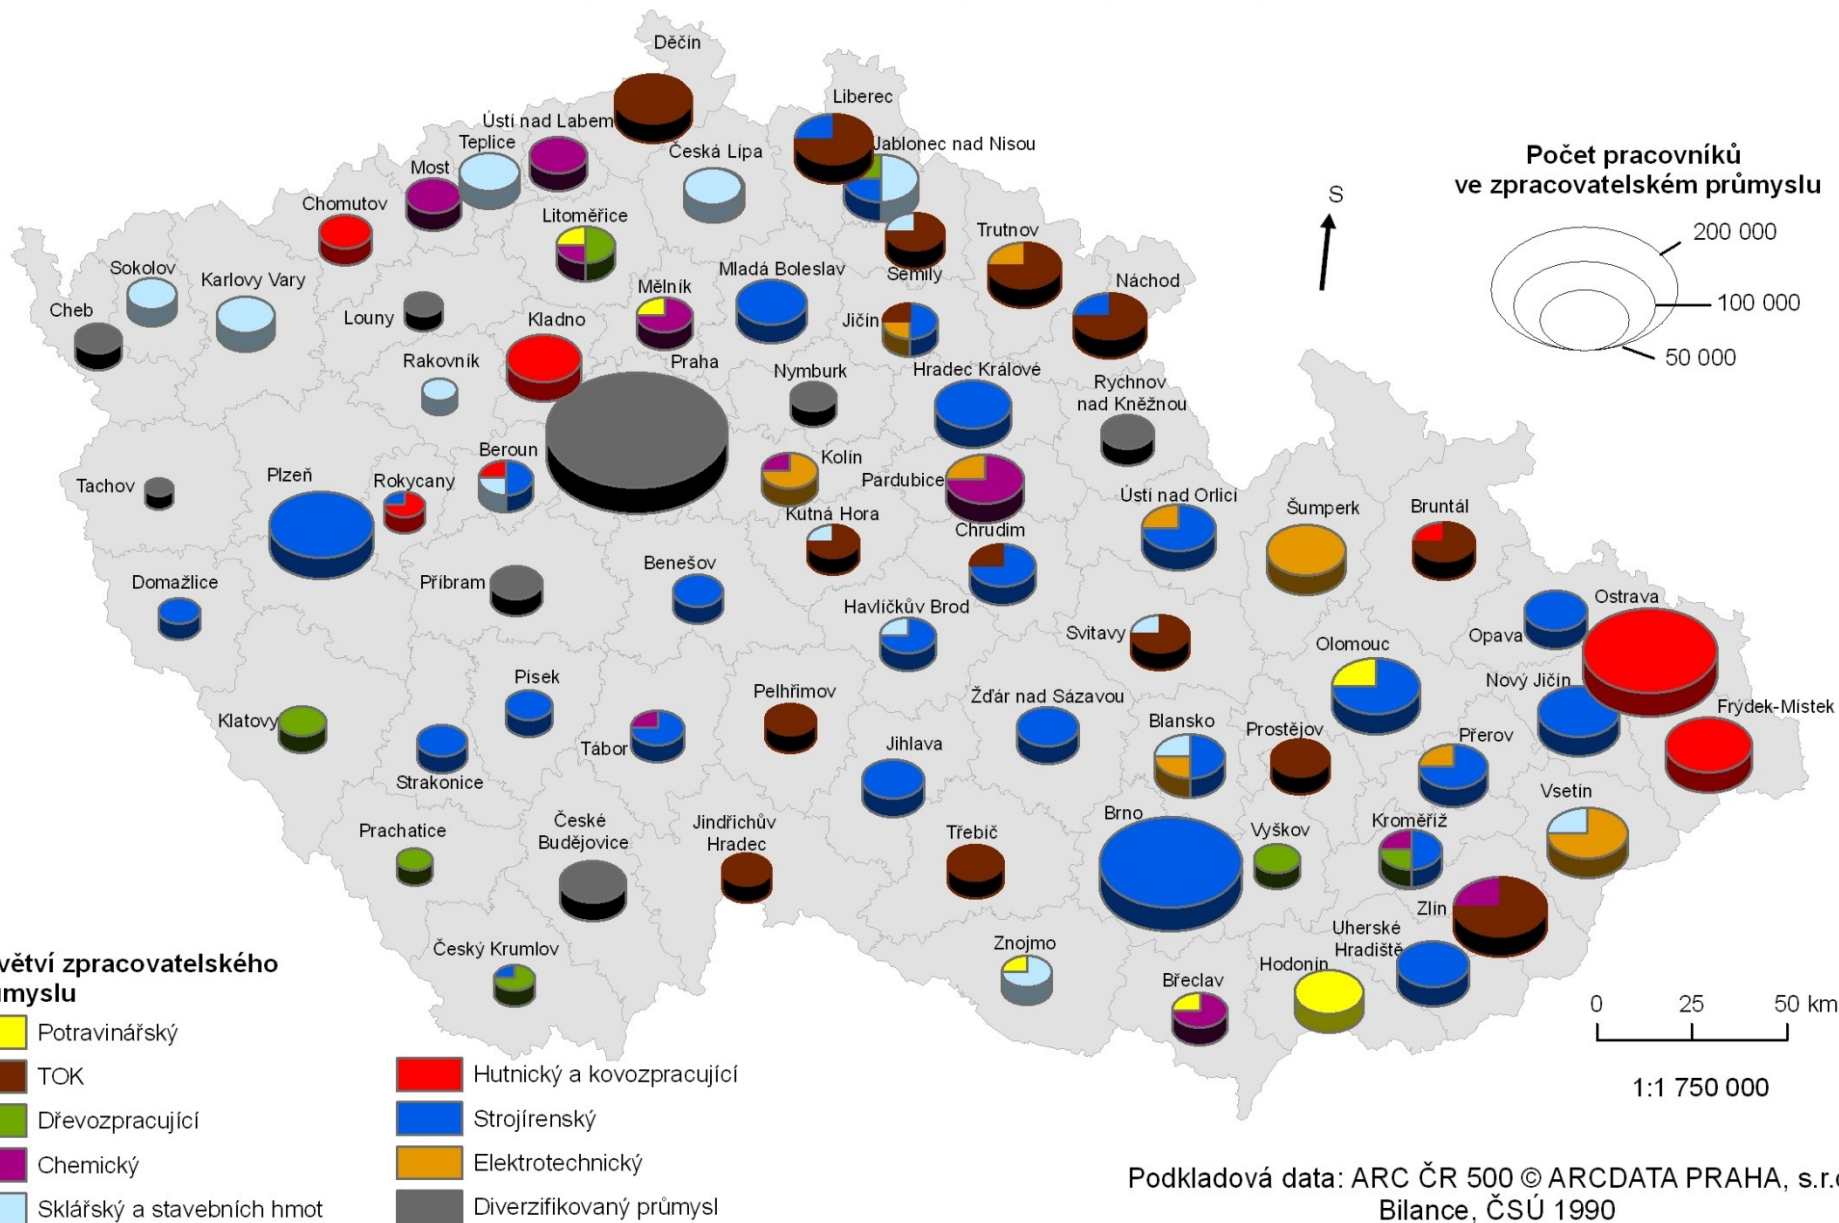 Děčín
Liberec
Ústí nad Labem
Teplice
Jablonec nad Nisou
Česká Lípa
Most
Chomutov
Litoměřice
Trutnov
Sokolov
Karlovy Vary
Mladá Boleslav
Semily
Náchod
Mělník
Cheb
Louny
Kladno
Jičín
Rakovník
Praha
Nymburk
Hradec Králové
Rychnov
nad Kněžnou
Beroun
Kolín
Plzeň
Rokycany
Pardubice
Tachov
Ústí nad Orlicí
Šumperk
Bruntál
Kutná Hora
Chrudim
Domažlice
Příbram
Benešov
Havlíčkův Brod
Svitavy
Opava
Ostrava
Olomouc
Nový Jičín
Frýdek-Místek
Písek
Pelhřimov
Žďár nad Sázavou
Klatovy
Tábor
Jihlava
Blansko
Prostějov
Přerov
Strakonice
Vsetín
Prachatice
České
Budějovice
Jindřichův
Hradec
Třebíč
Brno
Vyškov
Kroměříž
Zlín
Uherské
Hradiště
Český Krumlov
Znojmo
Břeclav
Hodonín
Počet pracovníků
ve zpracovatelském průmyslu
200 000
100 000
50 000
S
větví zpracovatelského
myslu
Potravinářský
TOK
Dřevozpracující
Chemický
Sklářský a stavebních hmot
Hutnický a kovozpracující
Strojírenský
Elektrotechnický
Diverzifikovaný průmysl
0 25 50 km
1:1 750 000
Podkladová data: ARC ČR 500 © ARCDATA PRAHA, s.r.o
Bilance, ČSÚ 1990